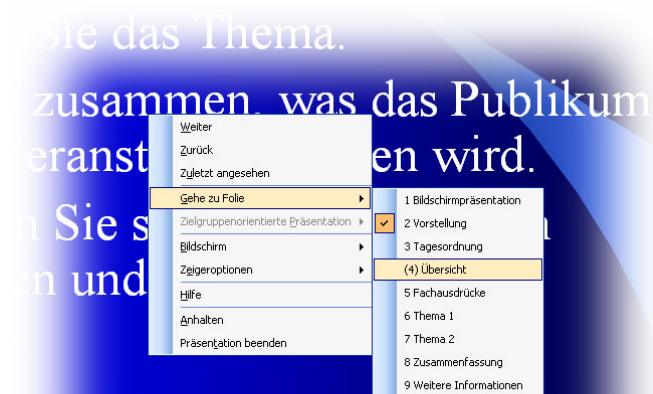 Sie das Thema.
zusammen, was das Publikum
eranst en wird.
Sie s
en und
Weiter
Zurück
Zuletzt angesehen
Gehe zu Folie
Zielgruppenorientierte Präsentation
Bildschirm
Zeigeroptionen
Hilfe
Anhalten
Präsentation beenden
1 Bildschirmpräsentation
2 Vorstellung
3 Tagesordnung
(4) Übersicht
5 Fachausdrücke
6 Thema 1
7 Thema 2
8 Zusammenfassung
9 Weitere Informationen